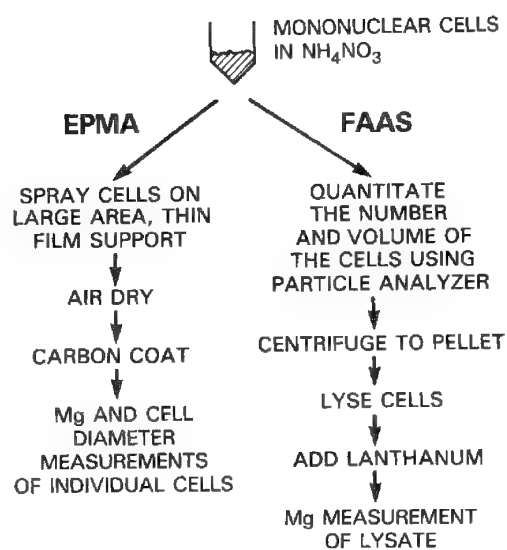 MONONUCLEAR CELLS
IN NH₄NO₃
EPMA
SPRAY CELLS ON
LARGE AREA, THIN
FILM SUPPORT
AIR DRY
CARBON COAT
Mg AND CELL
DIAMETER
MEASUREMENTS
OF INDIVIDUAL CELLS
FAAS
QUANTITATE
THE NUMBER
AND VOLUME OF
THE CELLS USING
PARTICLE ANALYZER
CENTRIFUGE TO PELLET
LYSE CELLS
ADD LANTHANUM
Mg MEASUREMENT
OF LYSATE